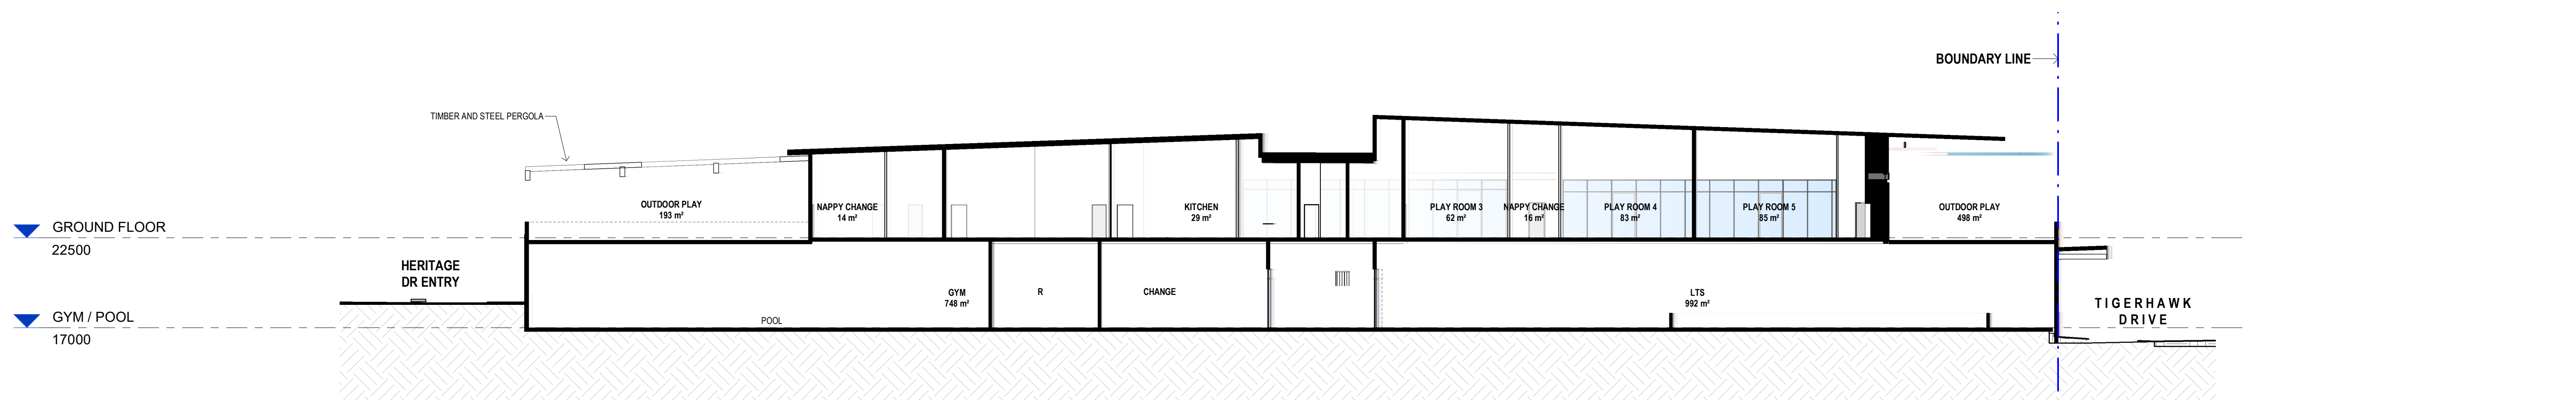 BOUNDARY LINE
TIMBER AND STEEL PERGOLA
OUTDOOR PLAY
193 m²
NAPPY CHANGE
14 m²
KITCHEN
29 m²
PLAY ROOM 3
62 m²
NAPPY CHANGE
16 m²
PLAY ROOM 4
83 m²
PLAY ROOM 5
85 m²
OUTDOOR PLAY
498 m²
GROUND FLOOR
22500
HERITAGE
DR ENTRY
GYM
748 m²
R
CHANGE
LTS
992 m²
TIGERHAWK
DRIVE
GYM / POOL
17000
POOL